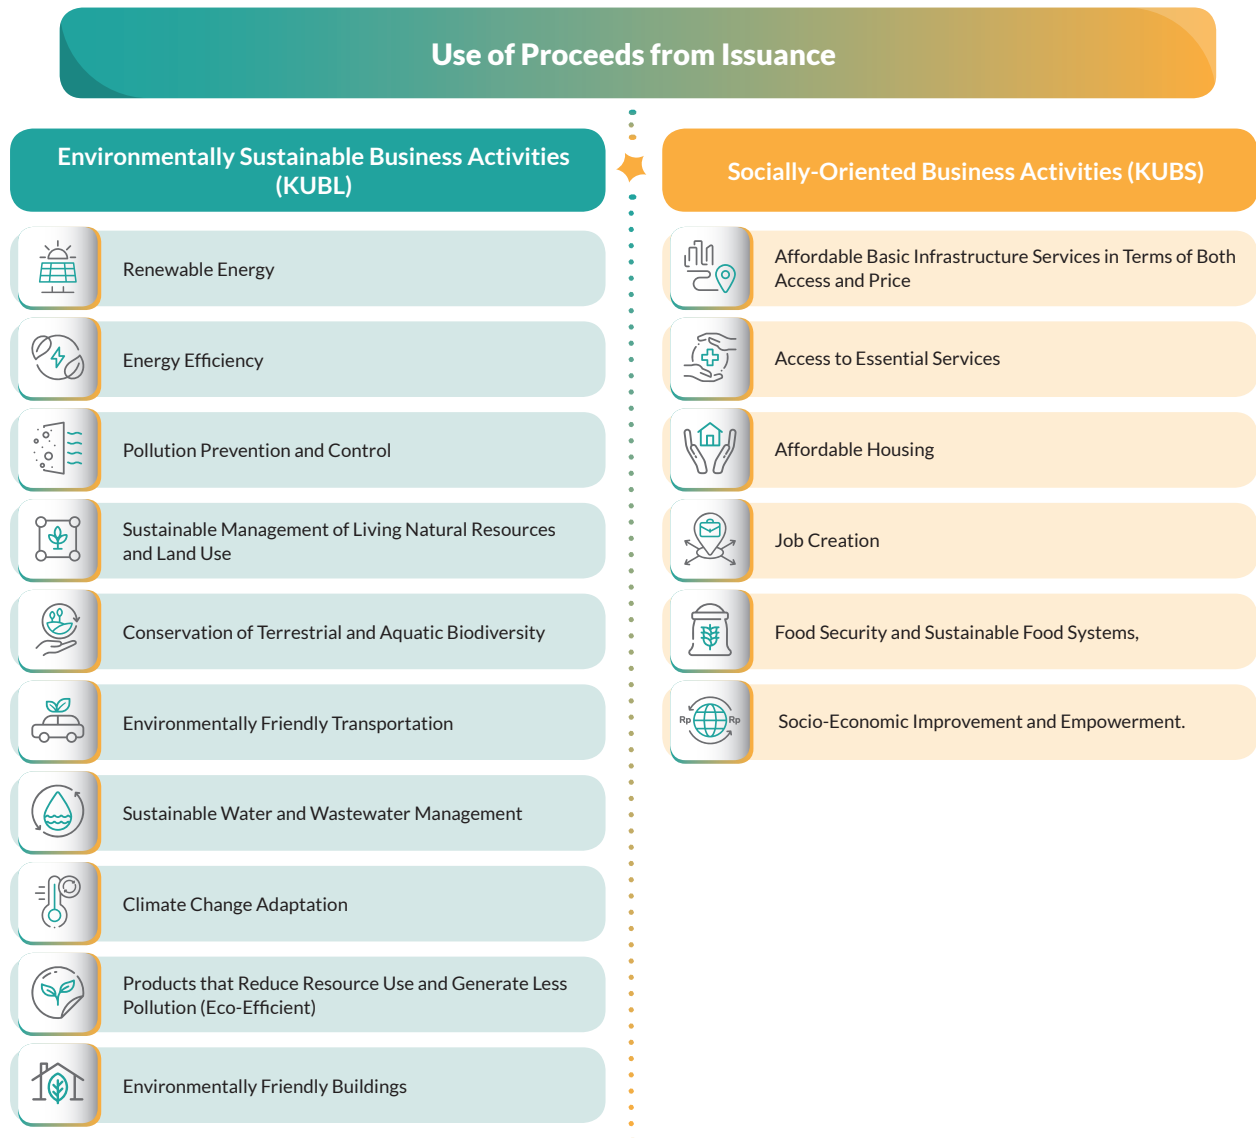 Use of Proceeds from Issuance
Environmentally Sustainable Business Activities
(KUBL)
Renewable Energy
Energy Efficiency
Pollution Prevention and Control
Sustainable Management of Living Natural Resources
and Land Use
Conservation of Terrestrial and Aquatic Biodiversity
Environmentally Friendly Transportation
Sustainable Water and Wastewater Management
Climate Change Adaptation
Products that Reduce Resource Use and Generate Less
Pollution (Eco-Efficient)
Environmentally Friendly Buildings
Socially-Oriented Business Activities (KUBS)
Affordable Basic Infrastructure Services in Terms of Both
Access and Price
Access to Essential Services
Affordable Housing
Job Creation
Food Security and Sustainable Food Systems,
Rp Rp
Socio-Economic Improvement and Empowerment.